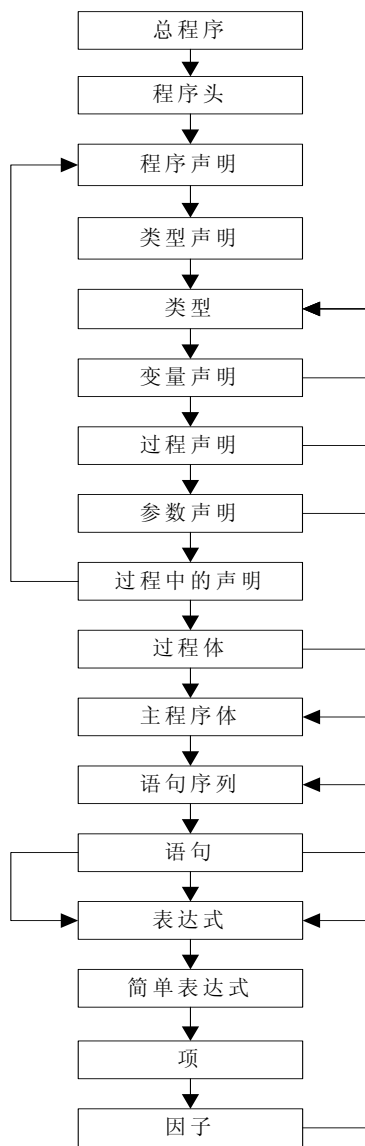 总程序
程序头
程序声明
类型声明
类型
变量声明
过程声明
参数声明
过程中的声明
过程体
主程序体
语句序列
语句
表达式
简单表达式
项
因子